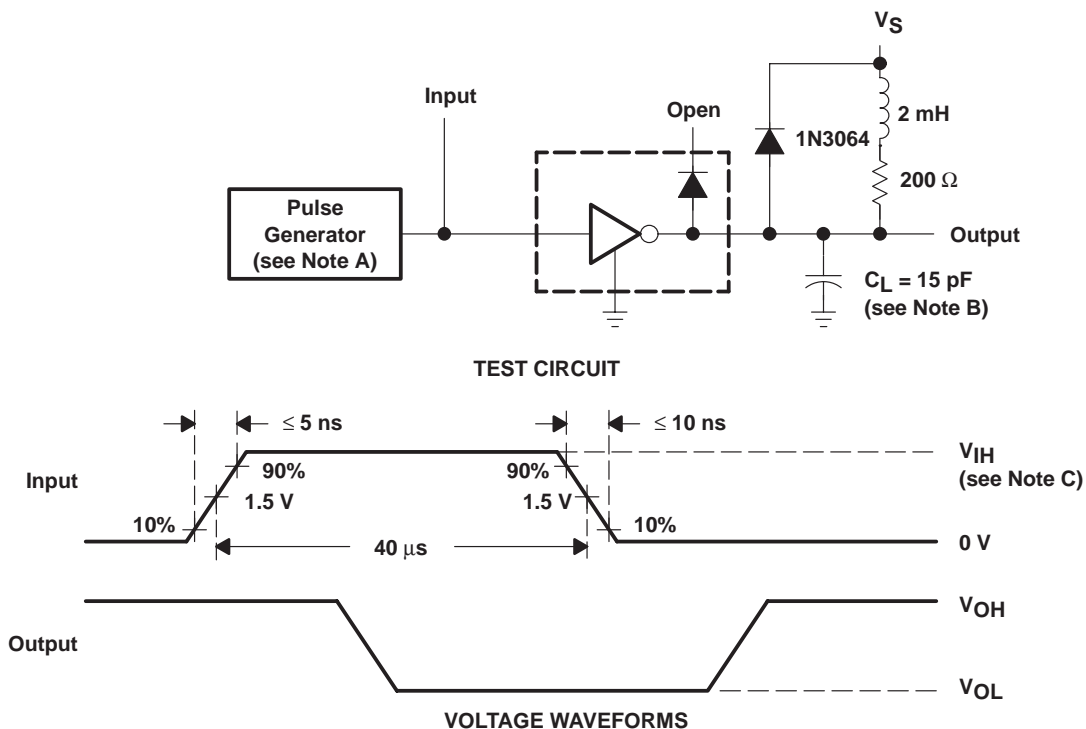 VS
Input
Open
2 mH
1N3064
200 Ω
Pulse
Generator
(see Note A)
Output
CL = 15 pF
(see Note B)
TEST CIRCUIT
≤ 5 ns
≤ 10 ns
VIH
(see Note C)
90%
90%
Input
1.5 V
1.5 V
10%
10%
40 μs
0 V
VOH
Output
VOL
VOLTAGE WAVEFORMS